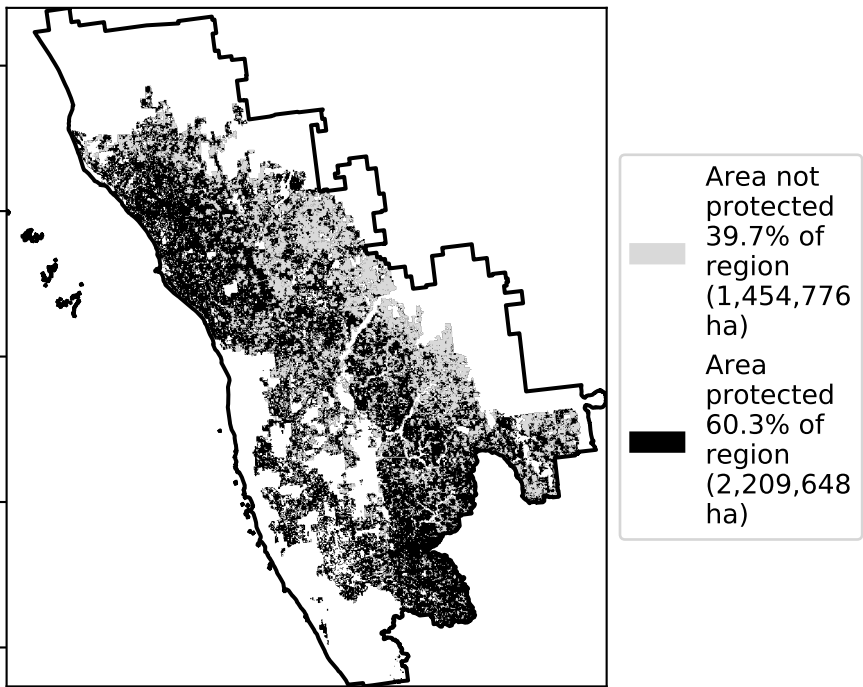 Area not
protected
39.7% of
region
(1,454,776
ha)
Area
protected
60.3% of
region
(2,209,648
ha)